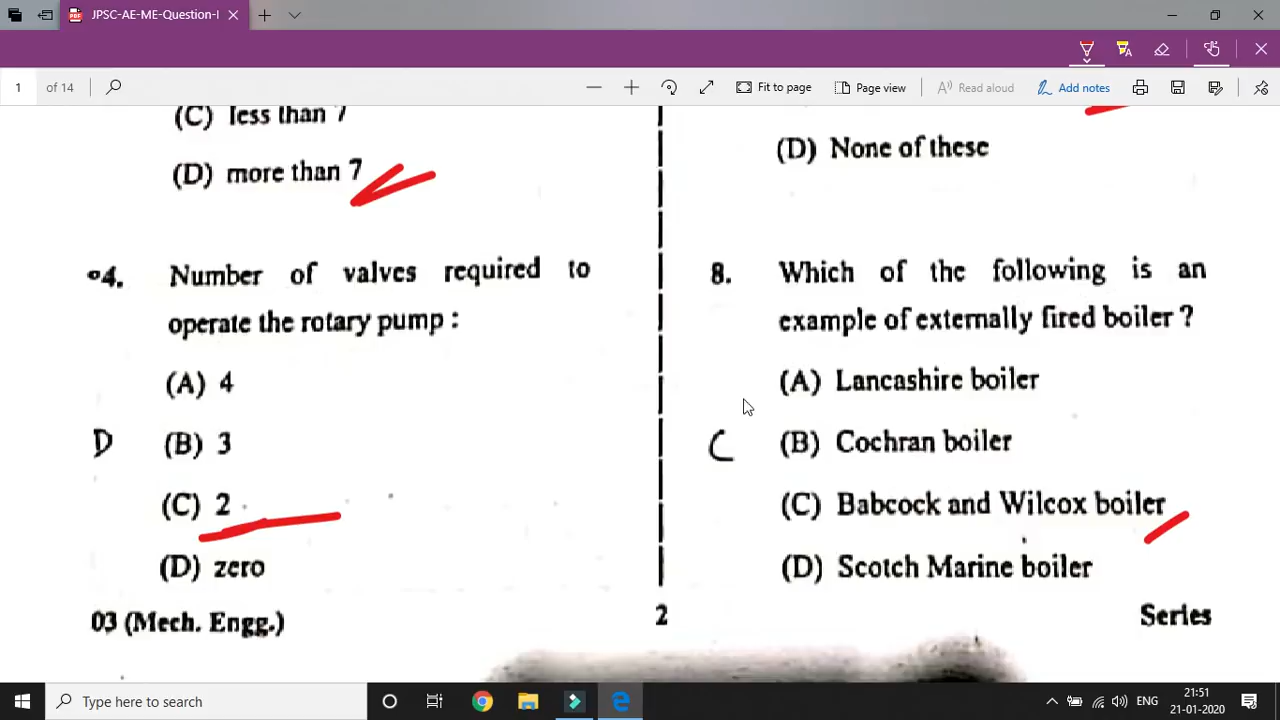 JPSC-AE-ME-Question-I
1 of 14
Fit to page
Page view
Read aloud
Add notes
(C) less than 7
(D) more than 7
4. Number of valves required to
operate the rotary pump :
(A) 4
D (B) 3
(C) 2
(D) zero
03 (Mech. Engg.)
(D) None of these
8. Which of the following is an
example of externally fired boiler ?
(A) Lancashire boiler
C (B) Cochran boiler
(C) Babcock and Wilcox boiler
(D) Scotch Marine boiler
2
Series
Type here to search
ENG
21:51
21-01-2020